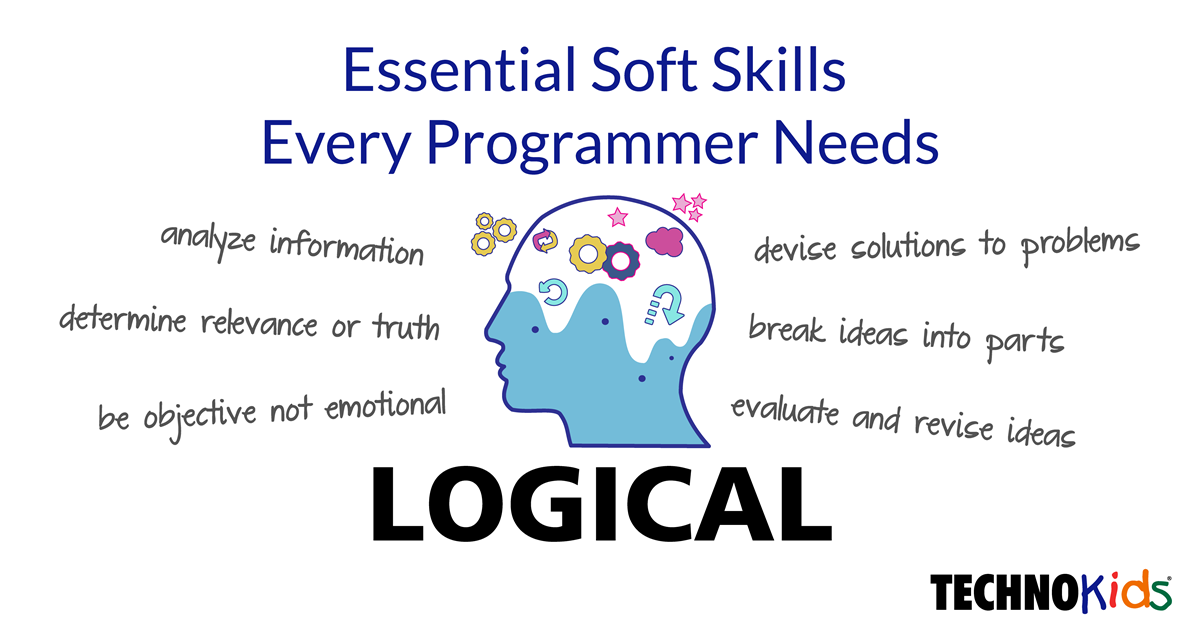 Essential Soft Skills
Every Programmer Needs
analyze information
determine relevance or truth
be objective not emotional
devise solutions to problems
break ideas into parts
evaluate and revise ideas
LOGICAL
TECHNOKids®